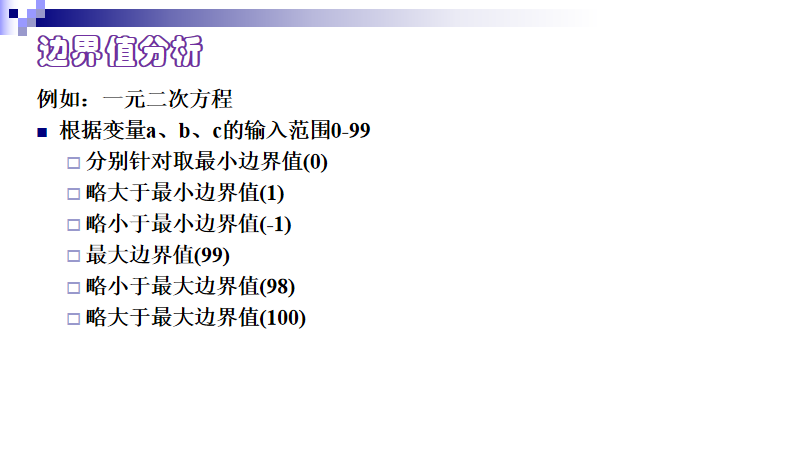 边界值分析
例如：一元二次方程
根据变量a、b、c的输入范围0-99
分别针对取最小边界值(0)
略大于最小边界值(1)
略小于最小边界值(-1)
最大边界值(99)
略小于最大边界值(98)
略大于最大边界值(100)